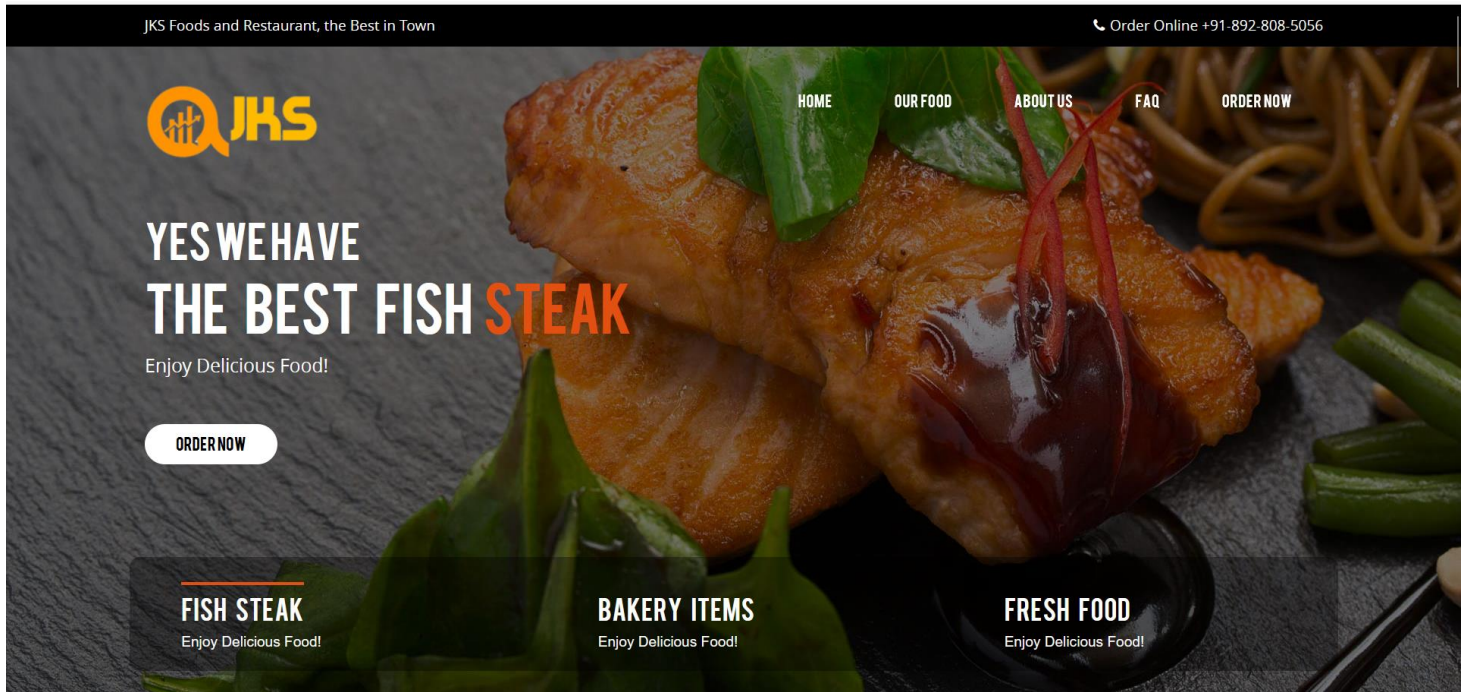 JKS Foods and Restaurant, the Best in Town
Order Online +91-892-808-5056
JKS
HOME OUR FOOD ABOUT US FAQ ORDER NOW
YES WE HAVE
THE BEST FISH STEAK
Enjoy Delicious Food!
ORDER NOW
FISH STEAK
Enjoy Delicious Food!
BAKERY ITEMS
Enjoy Delicious Food!
FRESH FOOD
Enjoy Delicious Food!